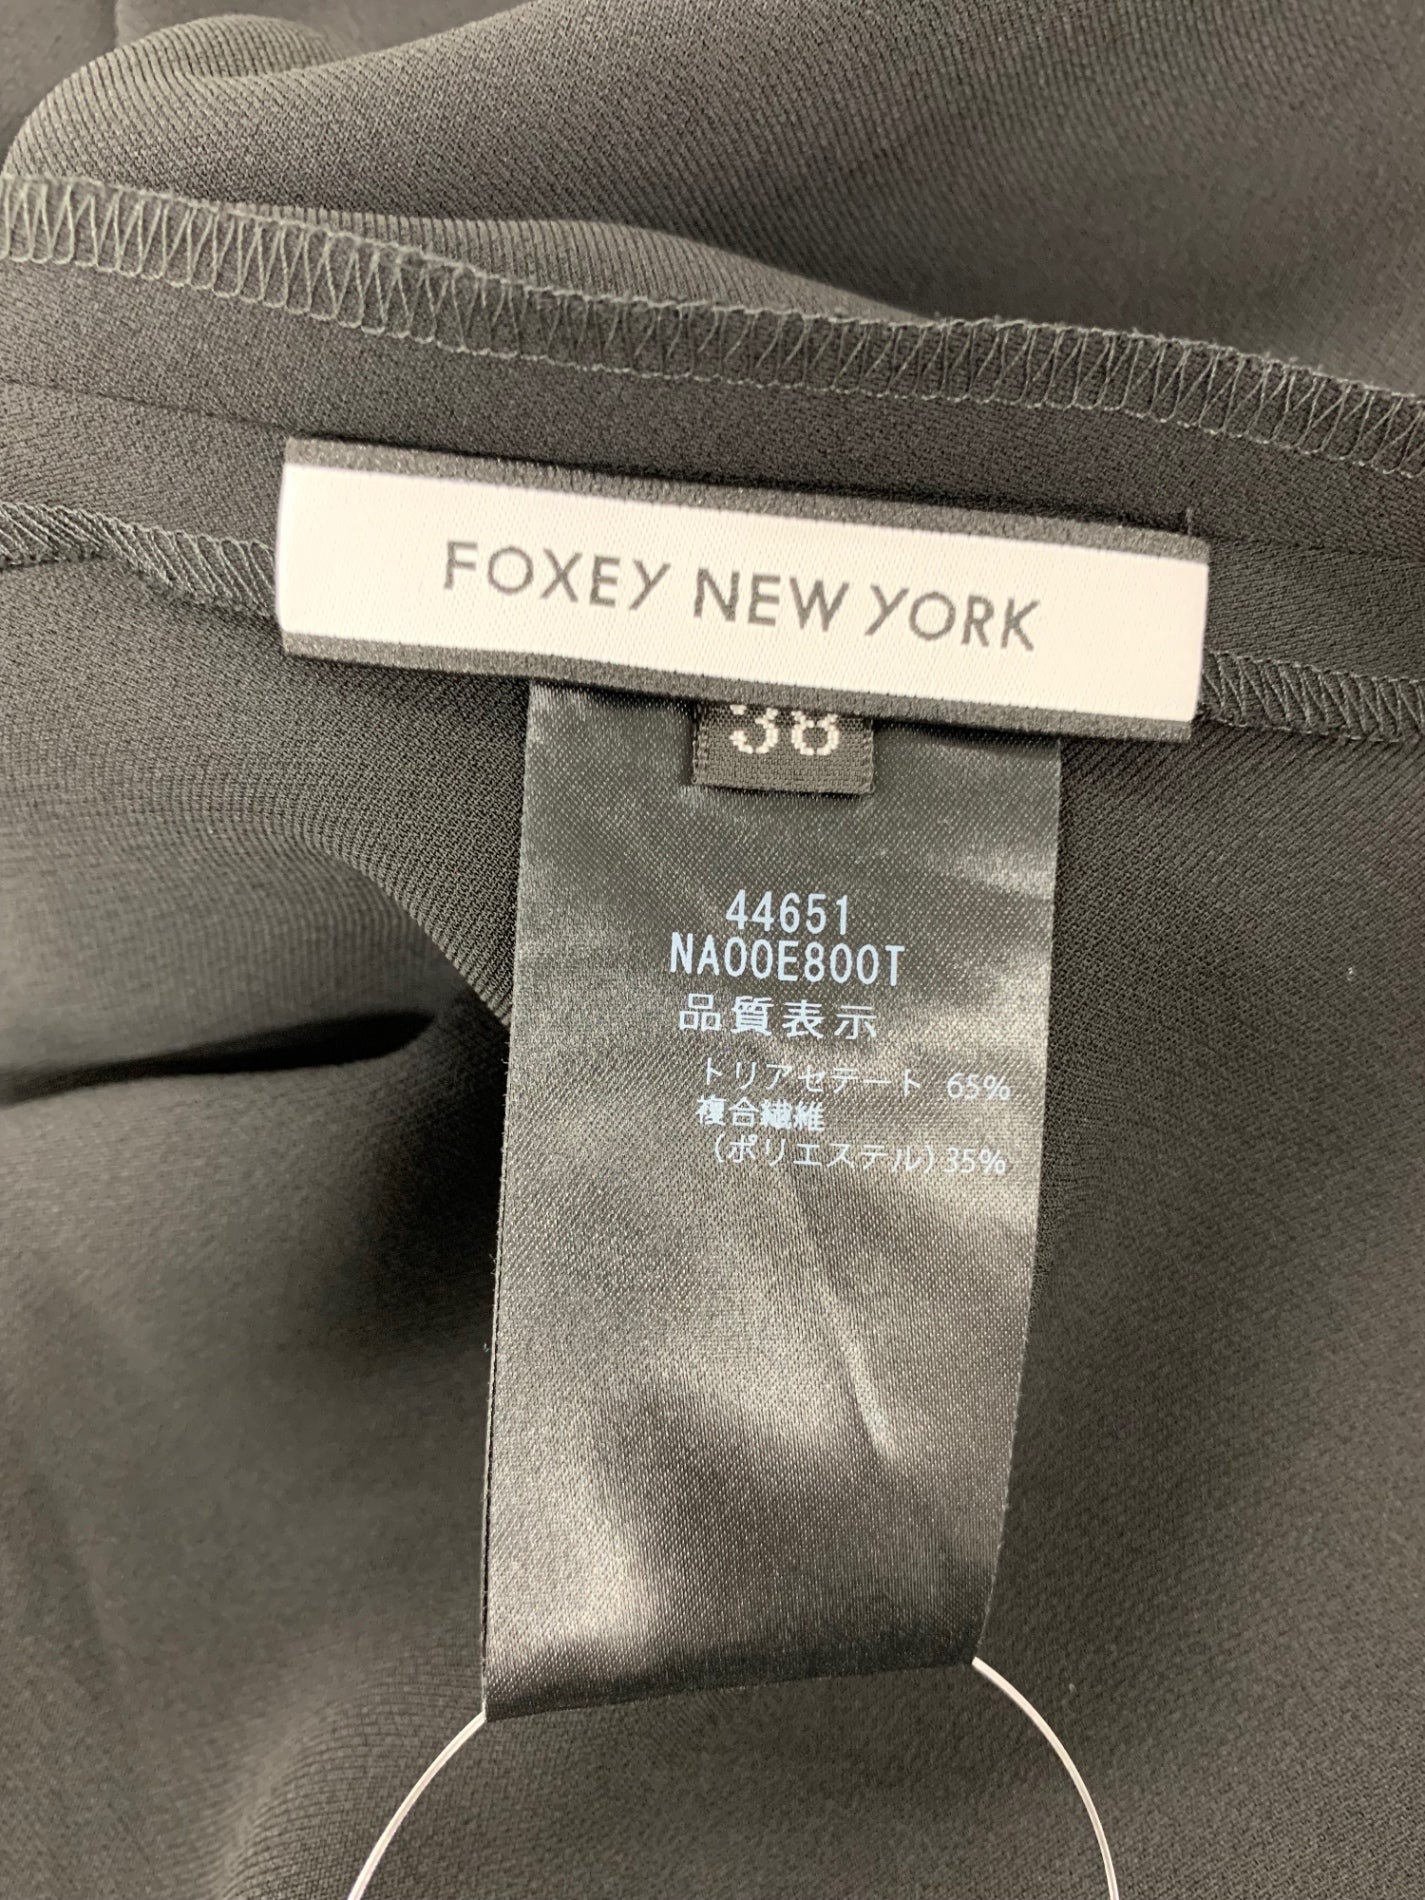 FOXEY NEW YORK
38
44651
NA00E800T
品質表示
トリアセテート 65%
複合繊維
(ポリエステル)35%